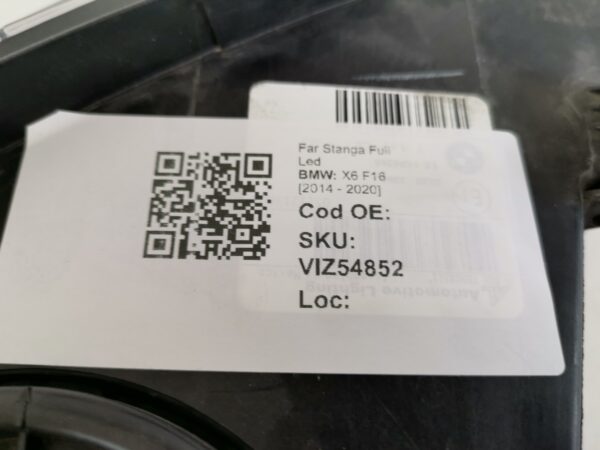 Far Stanga Full
Led
BMW: X6 F16
[2014 - 2020]
Cod OE:
SKU:
VIZ54852
Loc:
Automotive Lighting